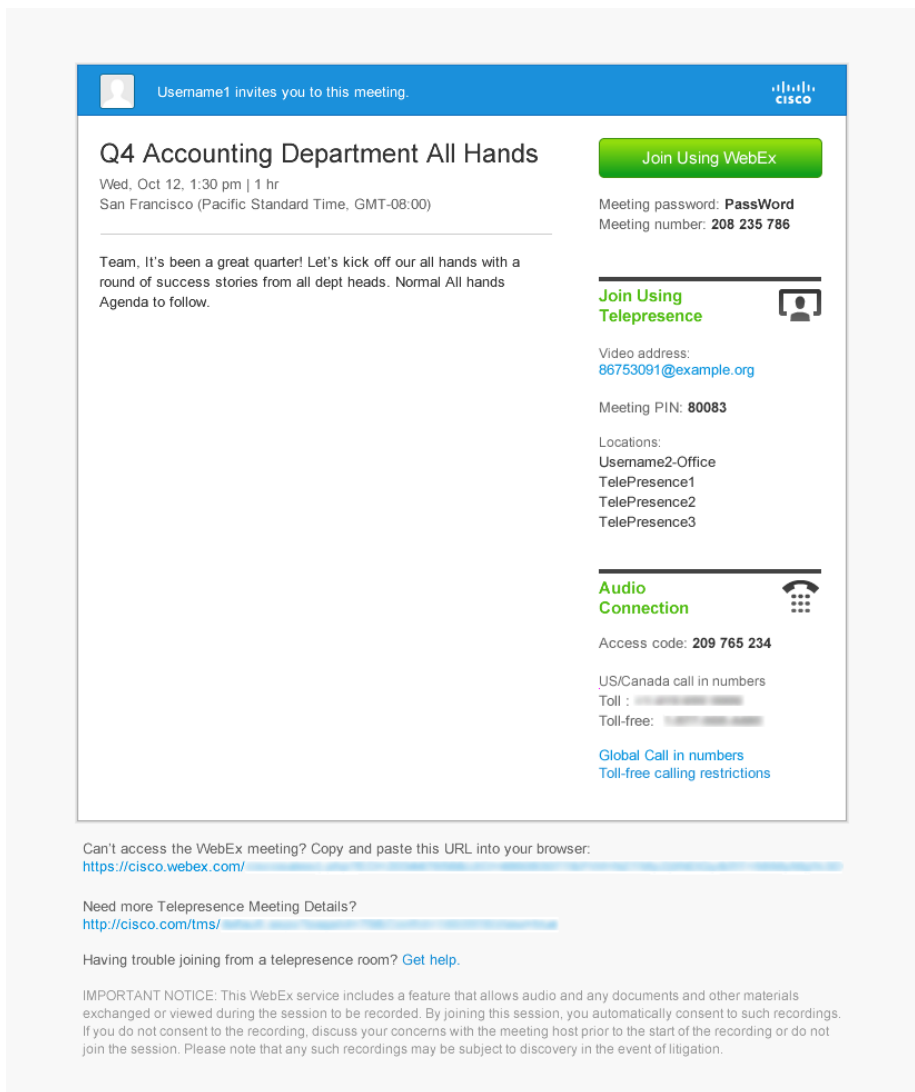 Username1 invites you to this meeting.
CISCO
Q4 Accounting Department All Hands
Wed, Oct 12, 1:30 pm | 1 hr
San Francisco (Pacific Standard Time, GMT-08:00)
Team, It's been a great quarter! Let's kick off our all hands with a
round of success stories from all dept heads. Normal All hands
Agenda to follow.
Join Using WebEx
Meeting password: PassWord
Meeting number: 208 235 786
Join Using
Telepresence
Video address:
86753091@example.org
Meeting PIN: 80083
Locations:
Username2-Office
TelePresence1
TelePresence2
TelePresence3
Audio
Connection
Access code: 209 765 234
US/Canada call in numbers
Toll :
Toll-free:
Global Call in numbers
Toll-free calling restrictions
Can't access the WebEx meeting? Copy and paste this URL into your browser:
https://cisco.webex.com/
Need more Telepresence Meeting Details?
http://cisco.com/tms/
Having trouble joining from a telepresence room? Get help.
IMPORTANT NOTICE: This WebEx service includes a feature that allows audio and any documents and other materials
exchanged or viewed during the session to be recorded. By joining this session, you automatically consent to such recordings.
If you do not consent to the recording, discuss your concerns with the meeting host prior to the start of the recording or do not
join the session. Please note that any such recordings may be subject to discovery in the event of litigation.